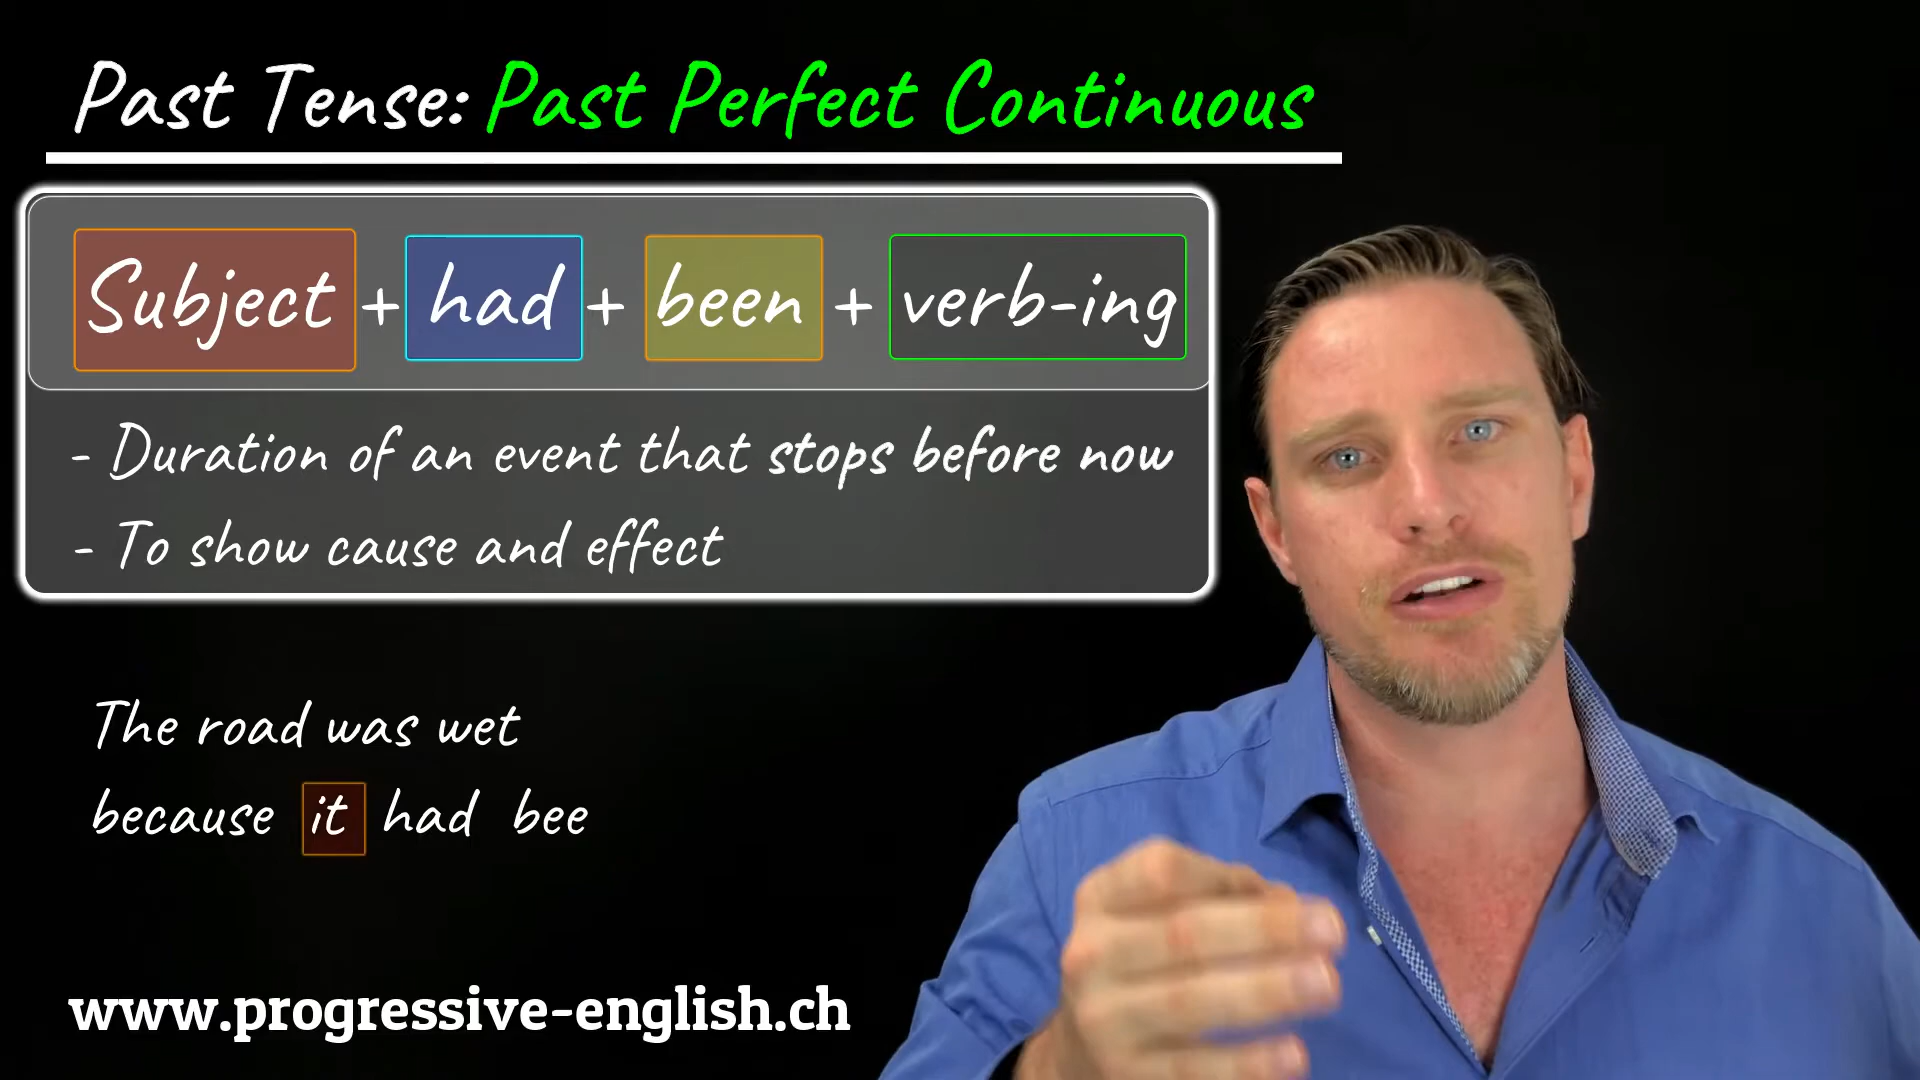 Past Tense: Past Perfect Continuous
Subject + had + been + verb-ing
- Duration of an event that stops before now
- To show cause and effect
The road was wet
because it had bee
www.progressive-english.ch